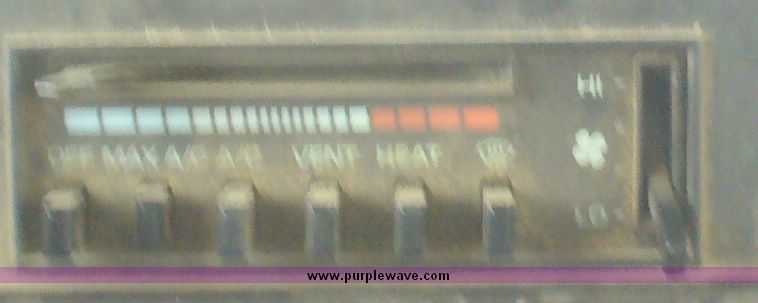 HI
OFF MAX A/C A/C VENT HEAT
LO
www.purplewave.com